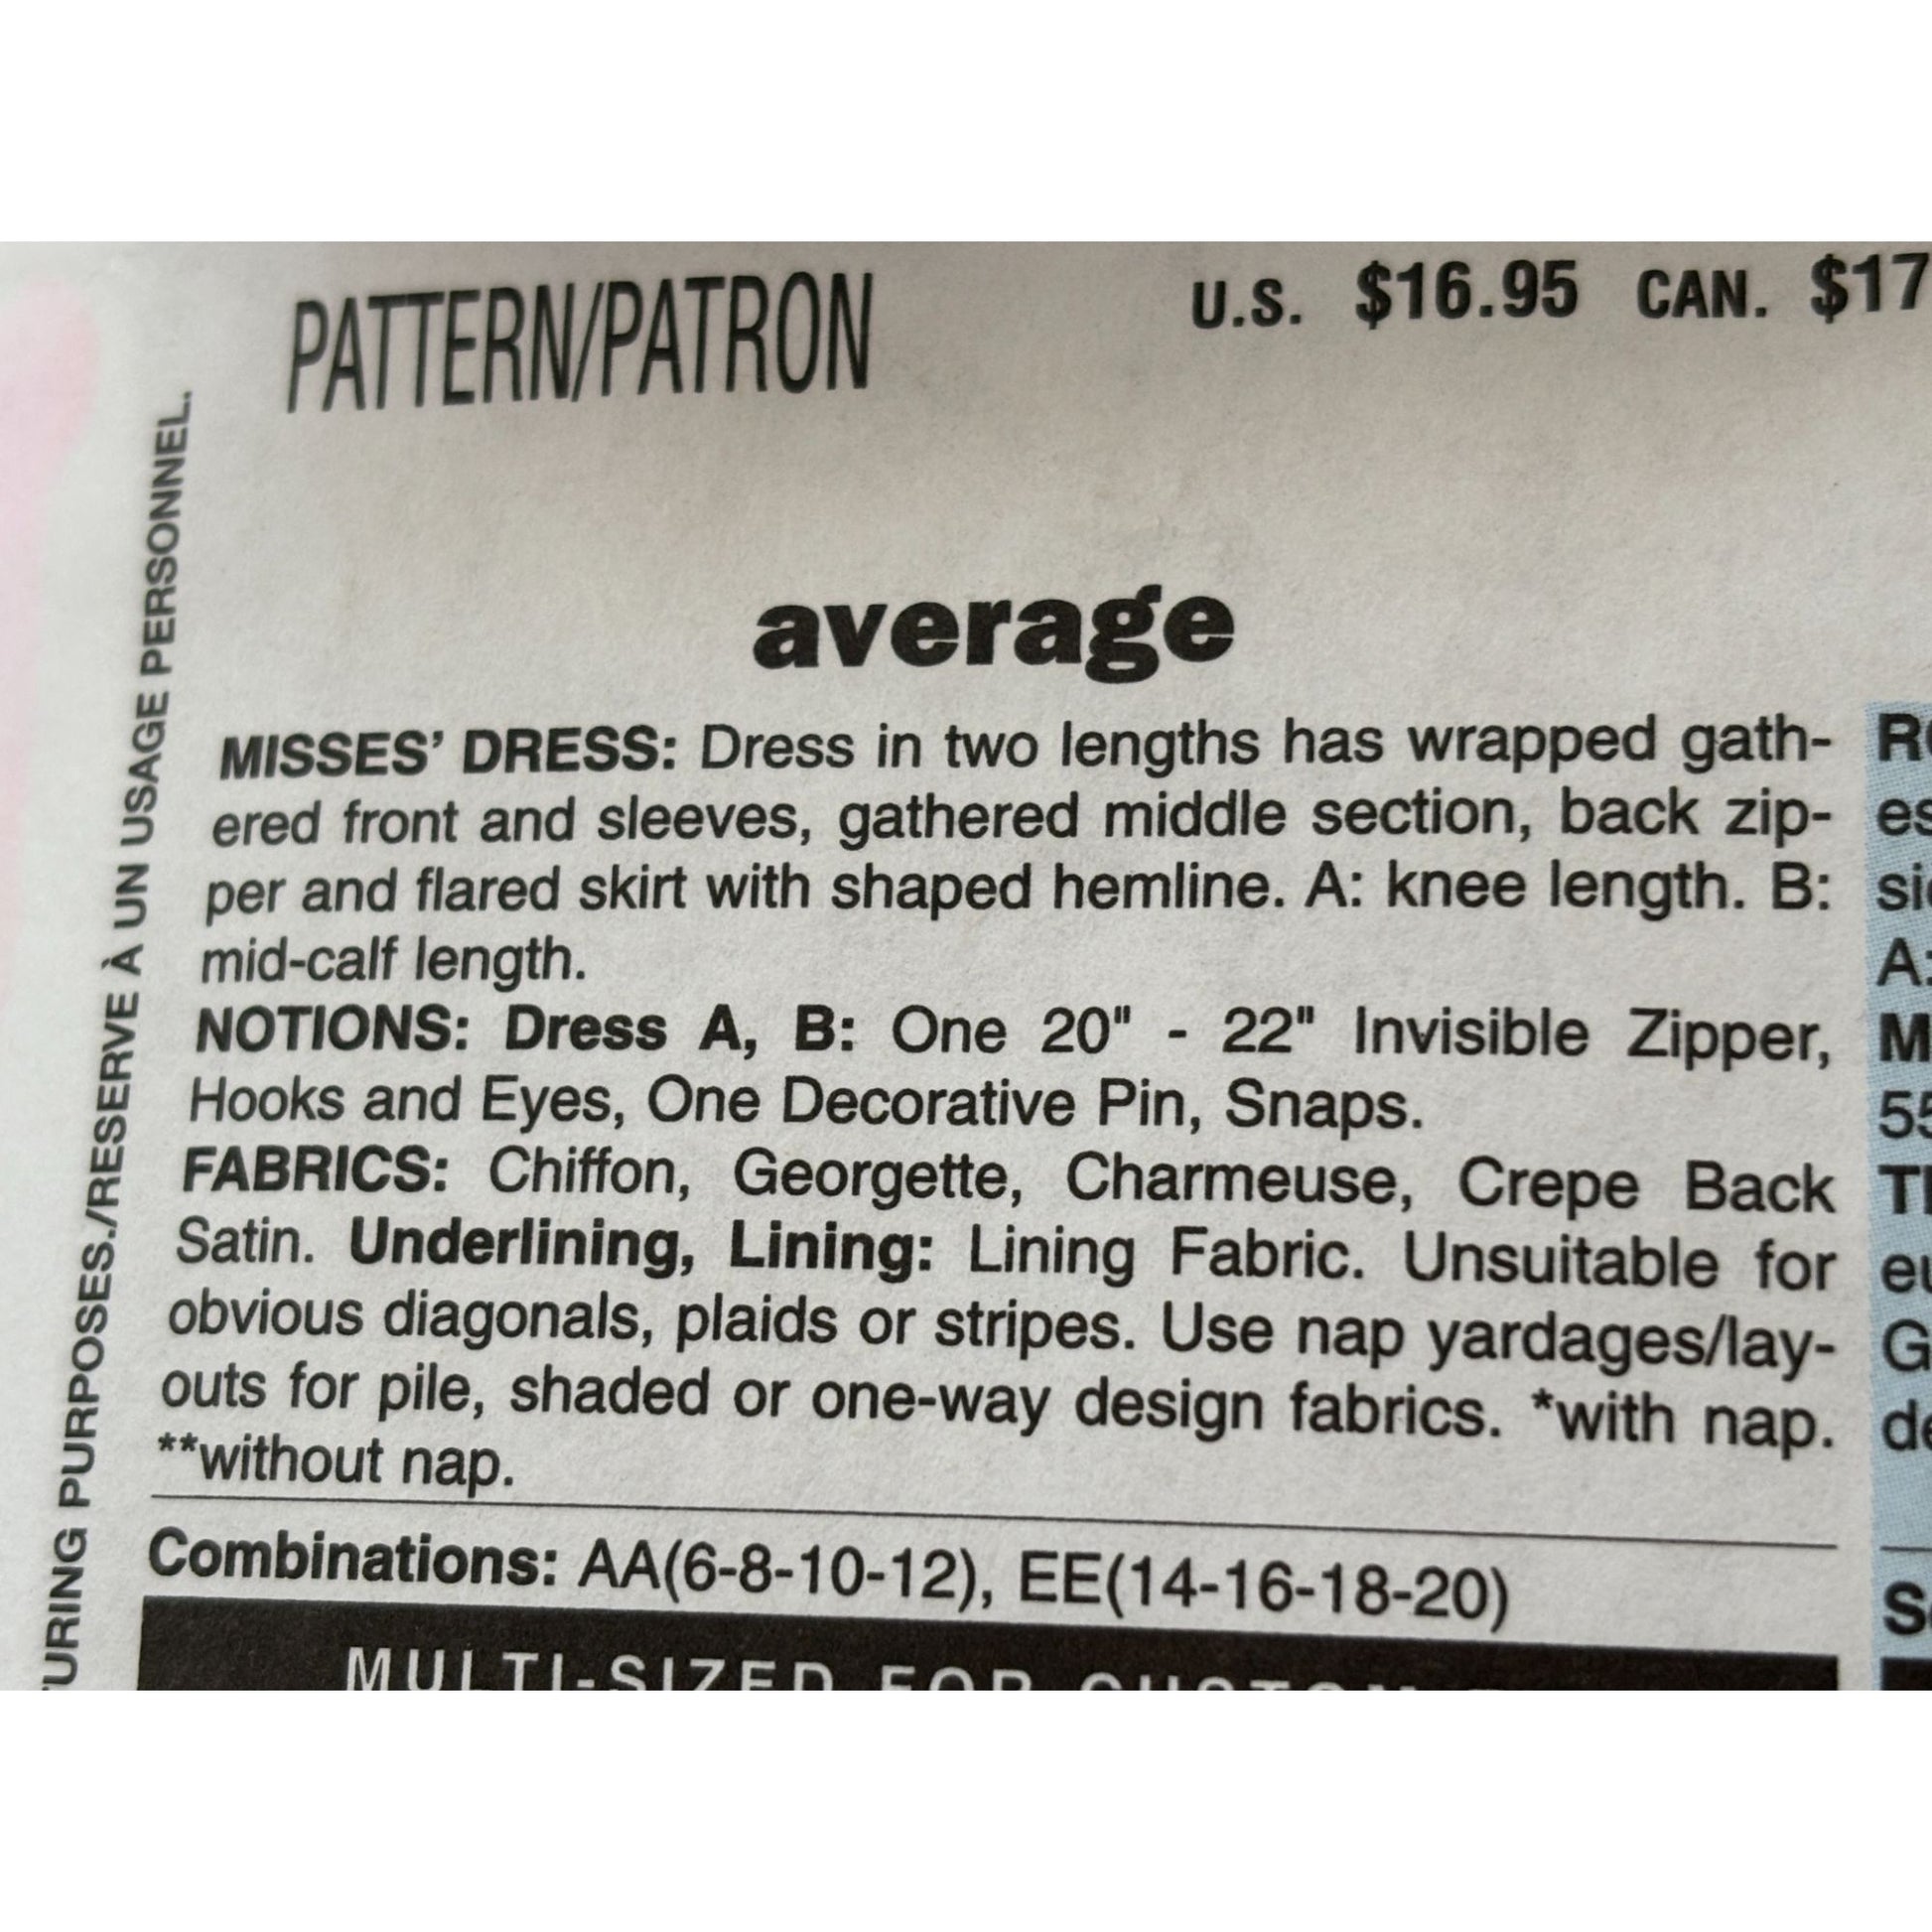 PATTERN/PATRON
U.S. $16.95 CAN. $17
average
MISSES' DRESS: Dress in two lengths has wrapped gath-
ered front and sleeves, gathered middle section, back zip-
per and flared skirt with shaped hemline. A: knee length. B:
mid-calf length.
NOTIONS: Dress A, B: One 20" - 22" Invisible Zipper,
Hooks and Eyes, One Decorative Pin, Snaps.
FABRICS: Chiffon, Georgette, Charmeuse, Crepe Back
Satin. Underlining, Lining: Lining Fabric. Unsuitable for
obvious diagonals, plaids or stripes. Use nap yardages/lay-
outs for pile, shaded or one-way design fabrics. *with nap.
**without nap.
Combinations: AA(6-8-10-12), EE(14-16-18-20)
MULTI-SIZED FOR CUSTOM
TURING PURPOSES./RESERVE À UN USAGE PERSONNEL.